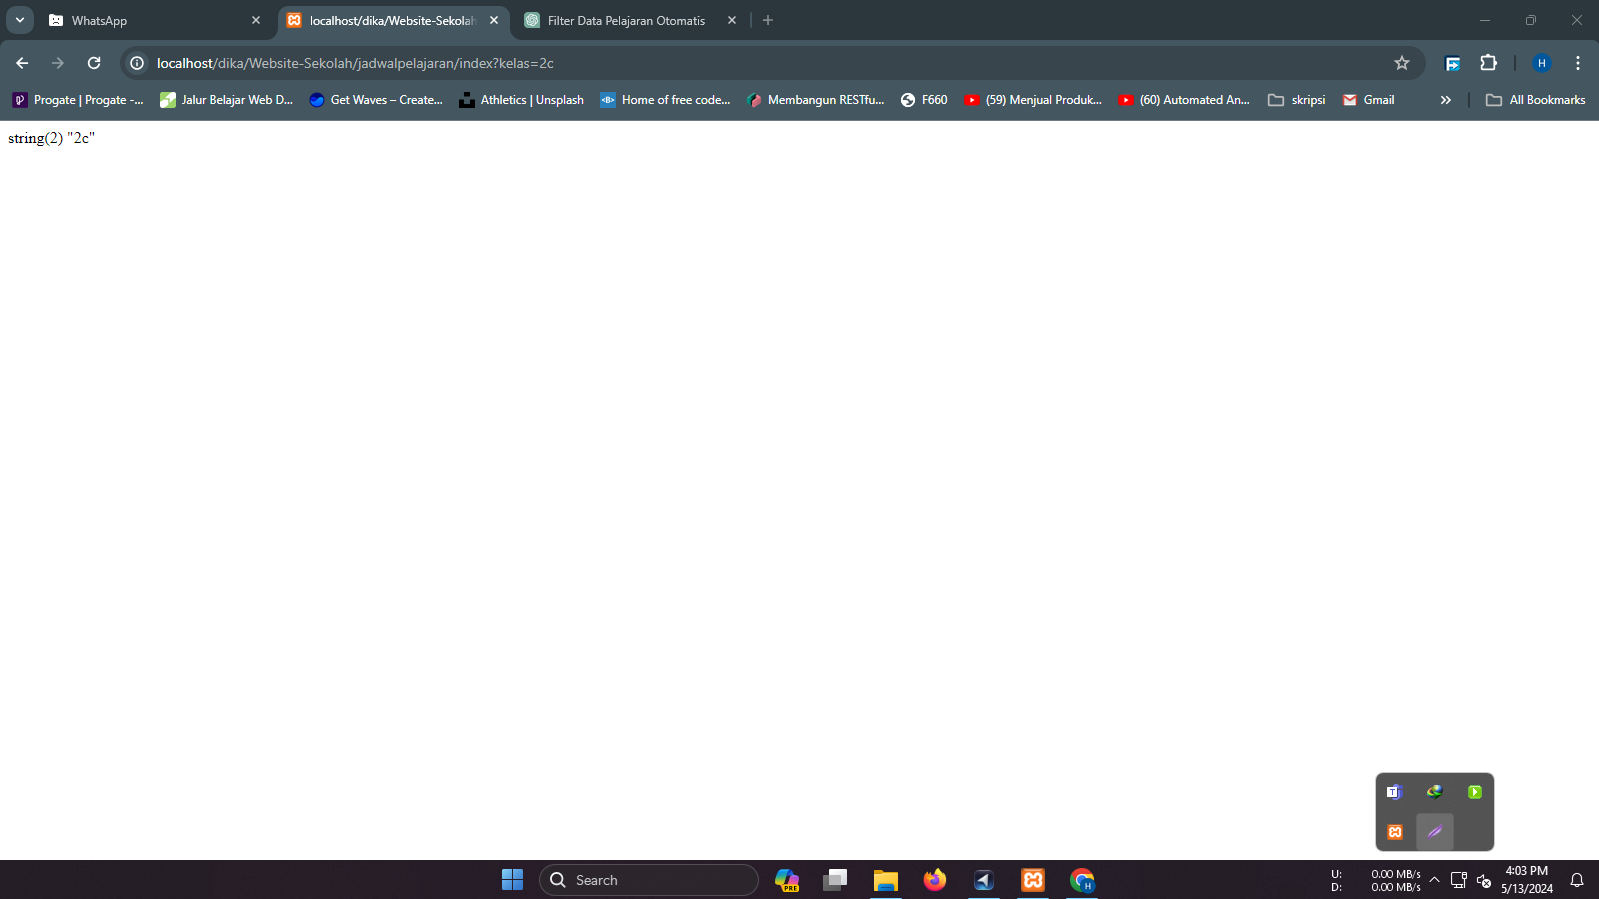 WhatsApp
localhost/dika/Website-Sekolah
Filter Data Pelajaran Otomatis
localhost/dika/Website-Sekolah/jadwalpelajaran/index?kelas=2c
H
Progate | Progate -...
Jalur Belajar Web D...
Get Waves – Create...
Athletics | Unsplash
<B>
Home of free code...
Membangun RESTfu...
F660
(59) Menjual Produk...
(60) Automated An...
skripsi
Gmail
All Bookmarks
string(2) "2c"
T
Search
PRE
H
U: 0.00 MB/s
D: 0.00 MB/s
4:03 PM
5/13/2024